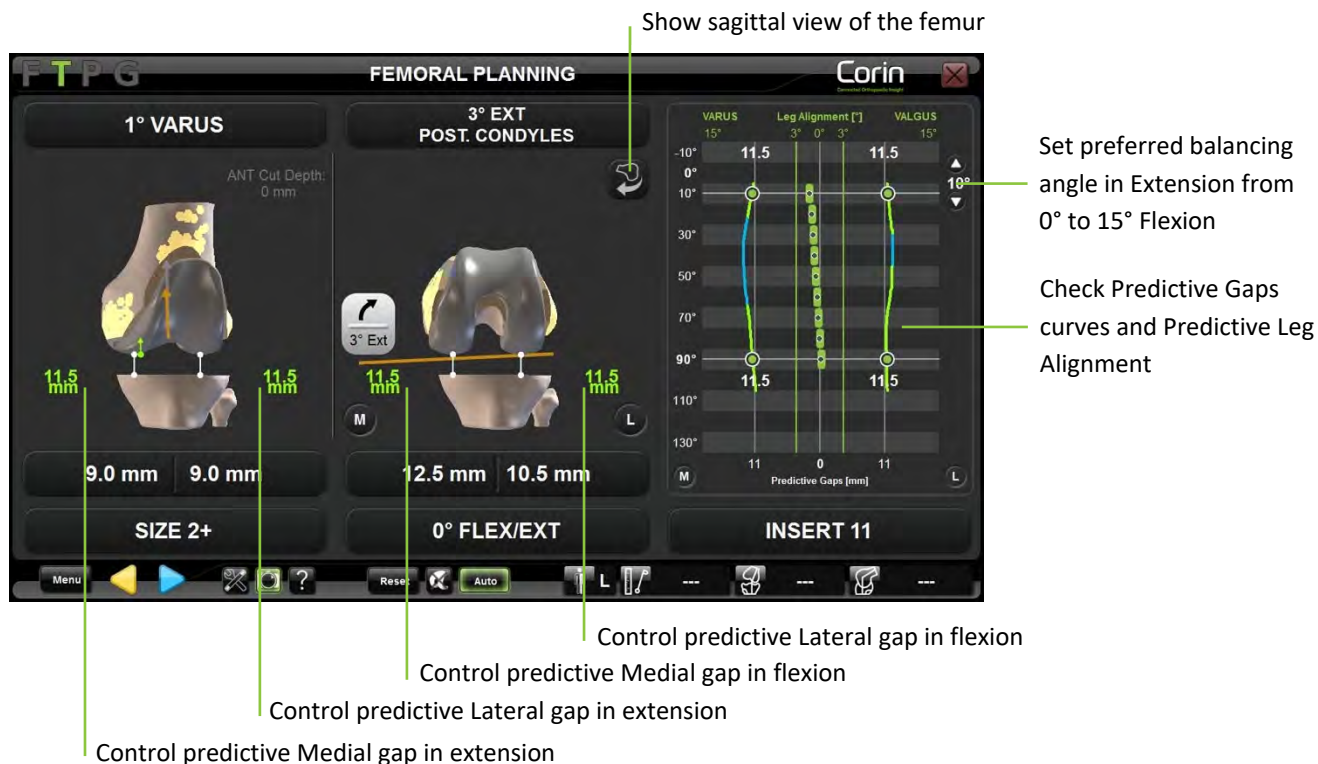 Show sagittal view of the femur
F T P G
FEMORAL PLANNING
Corin
Connected Orthopaedic Insight
1° VARUS
3° EXT
POST. CONDYLES
ANT Cut Depth:
0 mm
3° Ext
11.5
mm
11.5
mm
11.5
mm
11.5
mm
M
L
9.0 mm 9.0 mm
12.5 mm 10.5 mm
SIZE 2+
0° FLEX/EXT
VARUS Leg Alignment [°] VALGUS
15° 3° 0° 3° 15°
-10° 11.5 11.5
0°
10° 10°
30°
50°
70°
90°
11.5 11.5
110°
130°
11 0 11
M Predictive Gaps [mm] L
INSERT 11
Set preferred balancing
angle in Extension from
0° to 15° Flexion
Check Predictive Gaps
curves and Predictive Leg
Alignment
Menu ? Reset Auto L --- --- ---
Control predictive Lateral gap in flexion
Control predictive Medial gap in flexion
Control predictive Lateral gap in extension
Control predictive Medial gap in extension